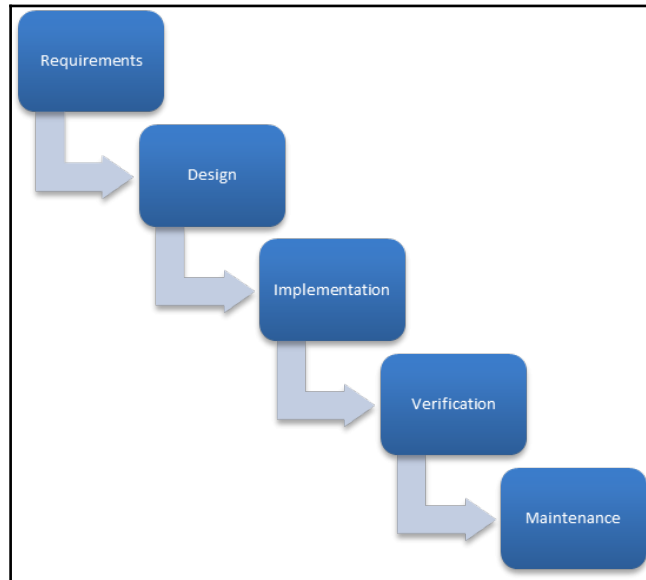 Requirements
Design
Implementation
Verification
Maintenance